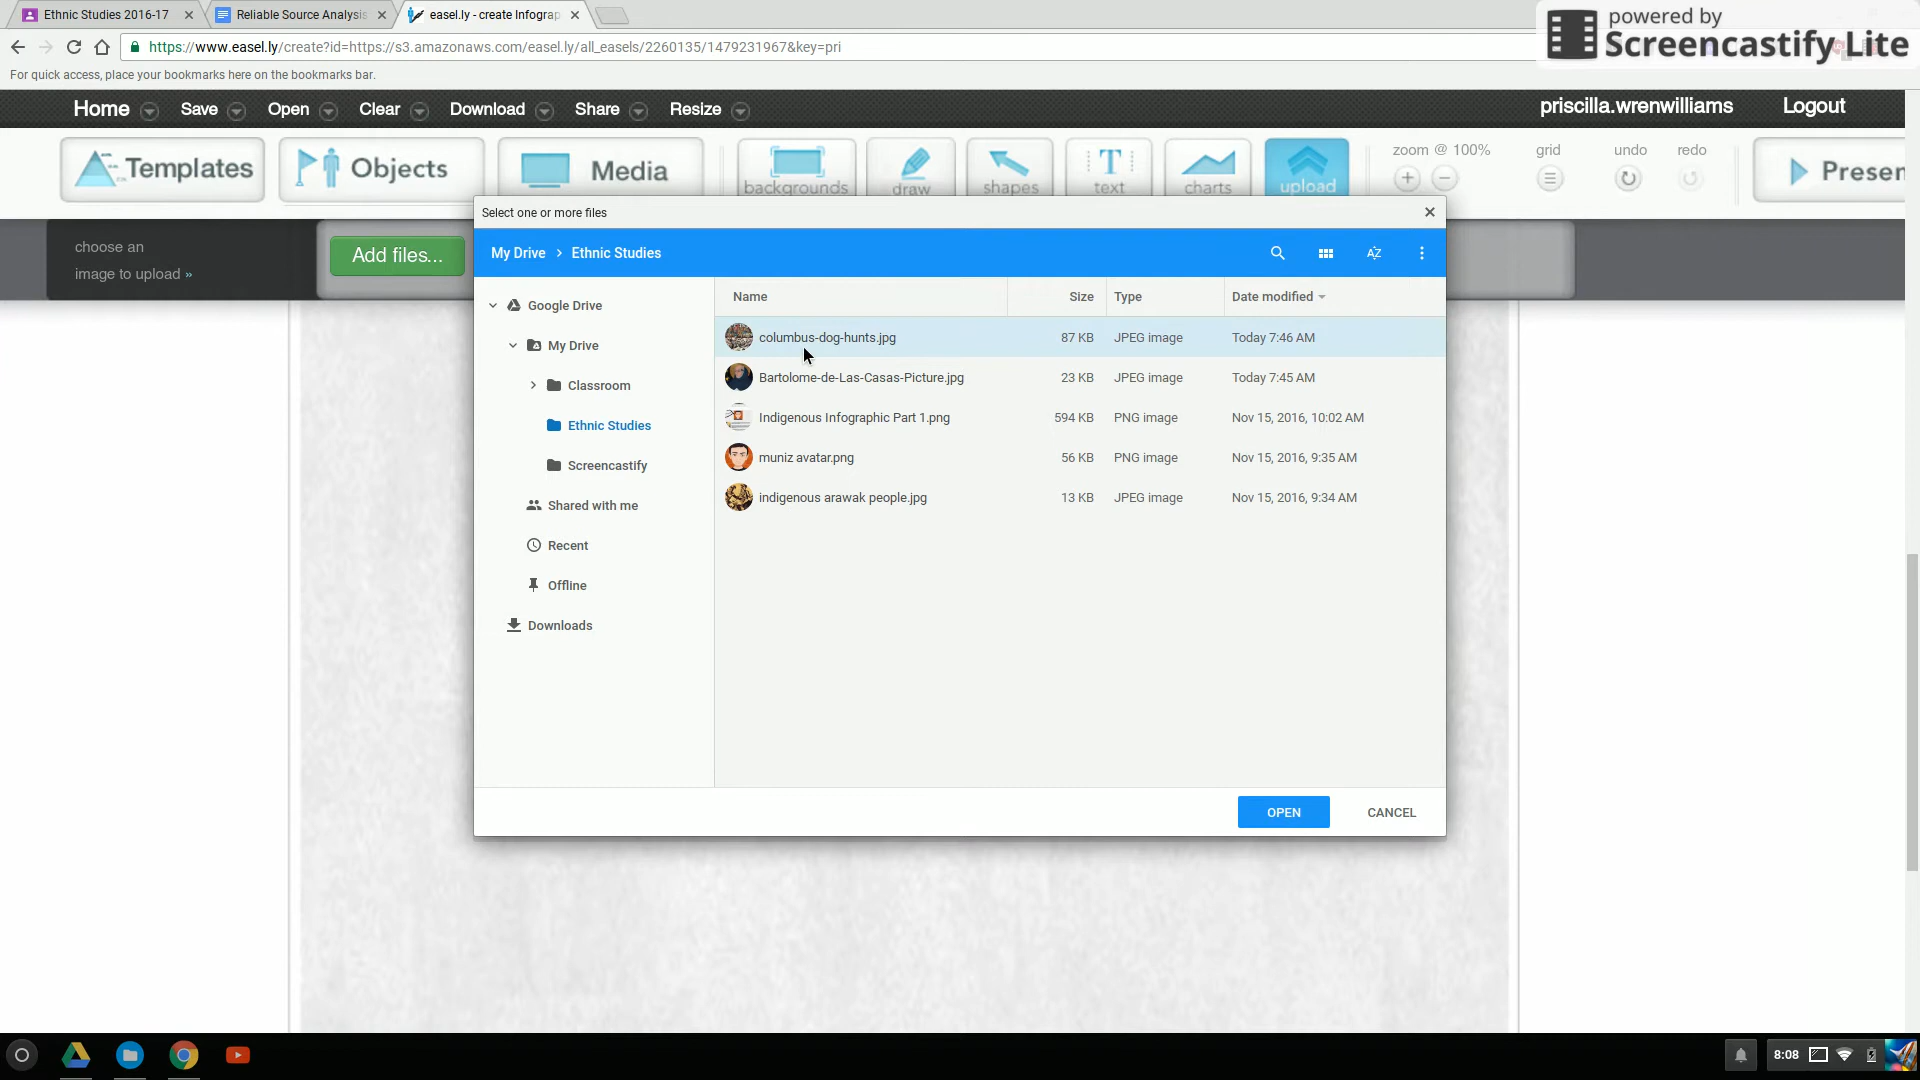 Ethnic Studies 2016-17
Reliable Source Analysis
easel.ly - create Infograp
powered by
Screencastify Lite
https://www.easel.ly/create?id=https://s3.amazonaws.com/easel.ly/all_easels/2260135/1479231967&key=pri
For quick access, place your bookmarks here on the bookmarks bar.
Home Save Open Clear Download Share Resize priscilla.wrenwilliams Logout
Templates Objects Media backgrounds draw shapes text charts upload zoom @ 100% grid undo redo Presen
Select one or more files
choose an
image to upload »
Add files...
My Drive > Ethnic Studies
Name Size Type Date modified
Google Drive
My Drive
Classroom
Ethnic Studies
Screencastify
Shared with me
Recent
Offline
Downloads
columbus-dog-hunts.jpg 87 KB JPEG image Today 7:46 AM
Bartolome-de-Las-Casas-Picture.jpg 23 KB JPEG image Today 7:45 AM
Indigenous Infographic Part 1.png 594 KB PNG image Nov 15, 2016, 10:02 AM
muniz avatar.png 56 KB PNG image Nov 15, 2016, 9:35 AM
indigenous arawak people.jpg 13 KB JPEG image Nov 15, 2016, 9:34 AM
OPEN CANCEL
8:08